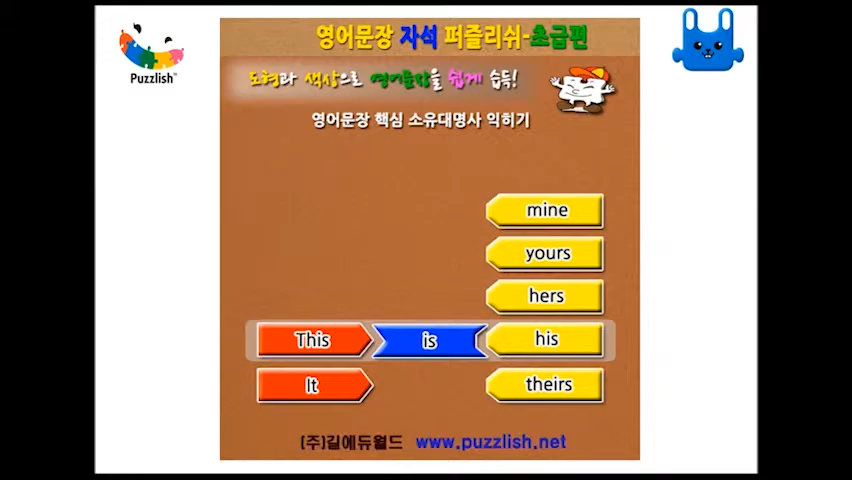 영어문장 자석 퍼즐리쉬-초급편
Puzzlish™
도형과 색상으로 영어문장을 쉽게 습득!
영어문장 핵심 소유대명사 익히기
mine
yours
hers
This is his
It theirs
(주)길에듀월드 www.puzzlish.net